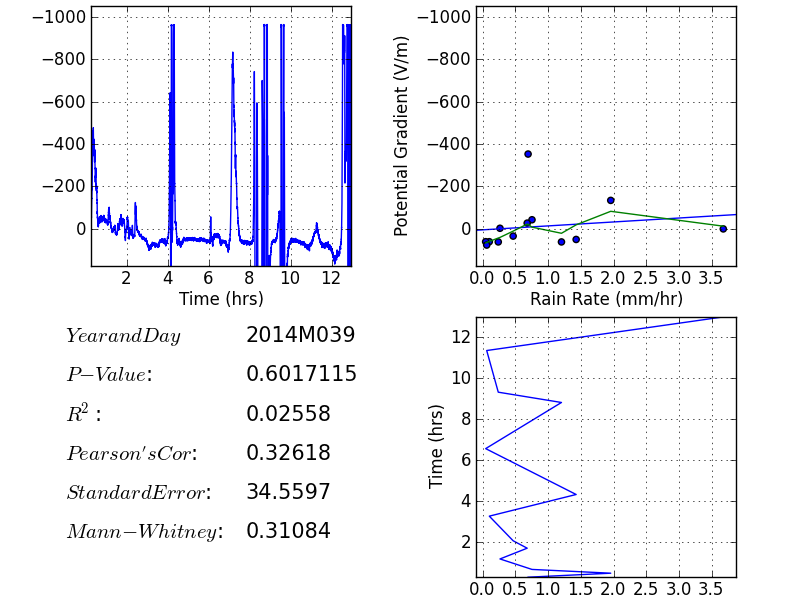 −1000
−800
−600
−400
−200
0
2 4 6 8 10 12
Time (hrs)
−1000
−800
−600
−400
−200
0
Potential Gradient (V/m)
0.0 0.5 1.0 1.5 2.0 2.5 3.0 3.5
Rain Rate (mm/hr)
YearandDay 2014M039
P−Value: 0.6017115
R² : 0.02558
Pearson'sCor: 0.32618
StandardError: 34.5597
Mann−Whitney: 0.31084
12
10
8
6
4
2
Time (hrs)
0.0 0.5 1.0 1.5 2.0 2.5 3.0 3.5